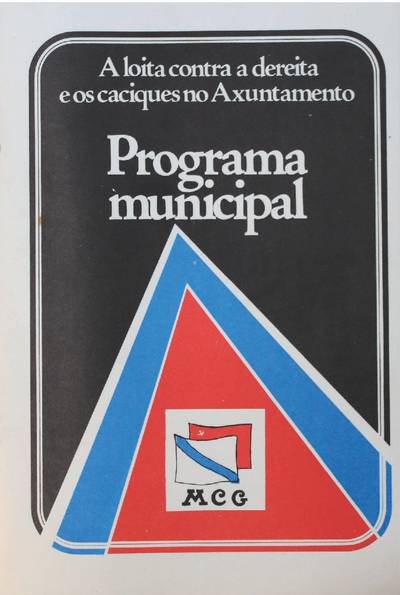 A loita contra a dereita
e os caciques no Axuntamento
Programa
municipal
MCG